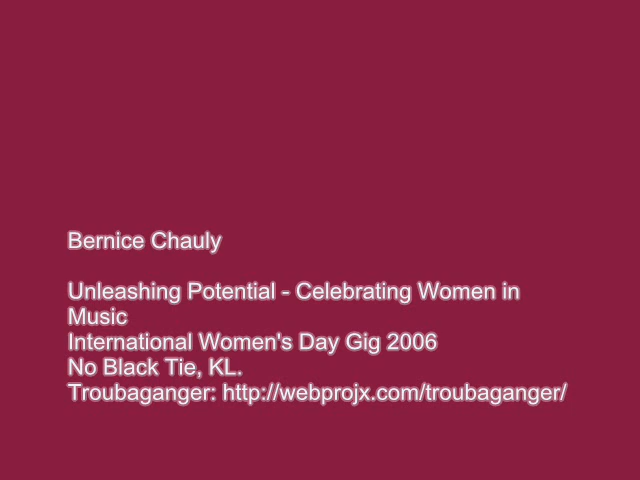 Bernice Chauly
Unleashing Potential - Celebrating Women in
Music
International Women's Day Gig 2006
No Black Tie, KL.
Troubaganger: http://webprojx.com/troubaganger/